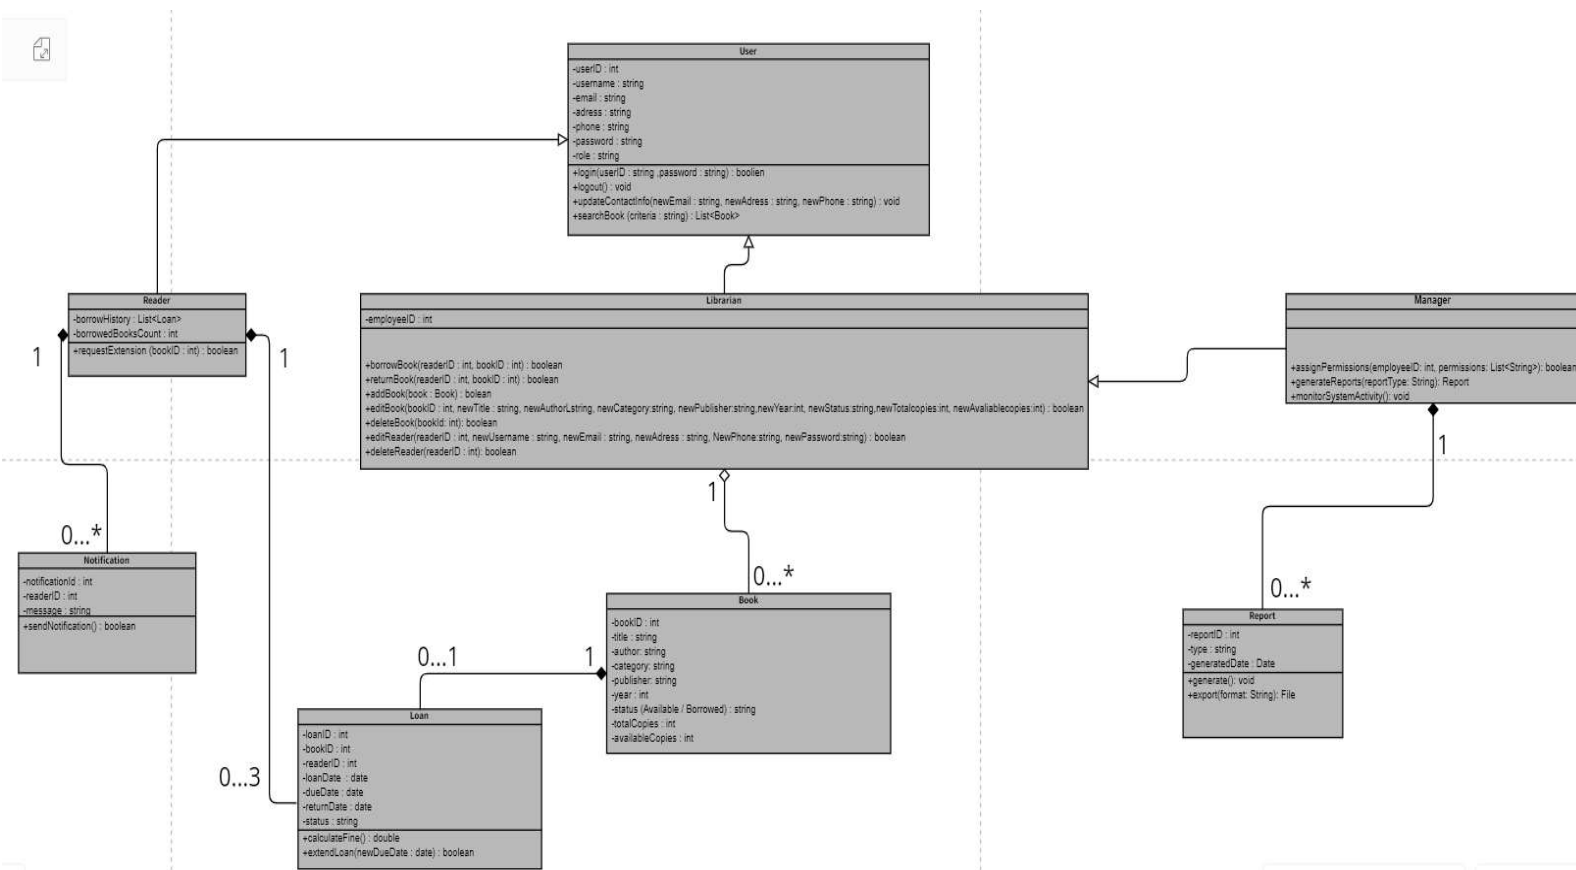 User
-userID : int
-username : string
-email : string
-adress : string
-phone : string
-password : string
-role : string
+login(userID : string ,password : string) : boolien
+logout() : void
+updateContactInfo(newEmail : string, newAdress : string, newPhone : string) : void
+searchBook (criteria : string) : List<Book>
Reader
-borrowHistory : List<Loan>
-borrowedBooksCount : int
+requestExtension (bookID : int) : boolean
1
1
Librarian
-employeeID : int
+borrowBook(readerID : int, bookID : int) : boolean
+returnBook(readerID : int, bookID : int) : boolean
+addBook(book : Book) : bolean
+editBook(bookID : int, newTitle : string, newAuthorLstring, newCategory:string, newPublisher:string,newYear:int, newStatus:string,newTotalcopies:int, newAvaliablecopies:int) : boolean
+deleteBook(bookId: int): boolean
+editReader(readerID : int, newUsername : string, newEmail : string, newAdress : string, NewPhone:string, newPassword:string) : boolean
+deleteReader(readerID : int): boolean
1
Manager
+assignPermissions(employeeID: int, permissions: List<String>): boolean
+generateReports(reportType: String): Report
+monitorSystemActivity(): void
1
0...*
Notification
-notificationId : int
-readerID : int
-message : string
+sendNotification() : boolean
0...*
Book
-bookID : int
-title : string
-author: string
-category: string
-publisher: string
-year : int
-status (Available / Borrowed) : string
-totalCopies : int
-availableCopies : int
0...*
Report
-reportID : int
-type : string
-generatedDate : Date
+generate(): void
+export(format: String): File
0...1
1
0...3
Loan
-loanID : int
-bookID : int
-readerID : int
-loanDate : date
-dueDate : date
-returnDate : date
-status : string
+calculateFine() : double
+extendLoan(newDueDate : date) : boolean